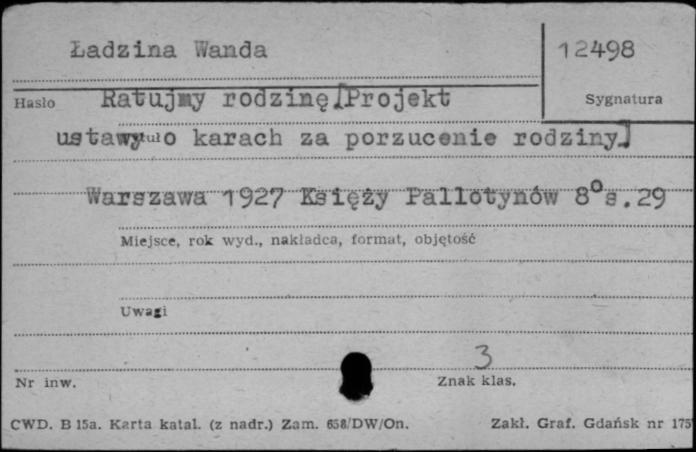 Ładzina Wanda
12498
Hasło Ratujmy rodzinę[Projekt
Sygnatura
ustawy o karach za porzucenie rodziny]
Warszawa 1927 Księży Pallotynów 8° s.29
Miejsce, rok wyd., nakładca, format, objętość
Uwagi
3
Nr inw.
Znak klas.
CWD. B 15a. Karta katal. (z nadr.) Zam. 658/DW/On.
Zakł. Graf. Gdańsk nr 175